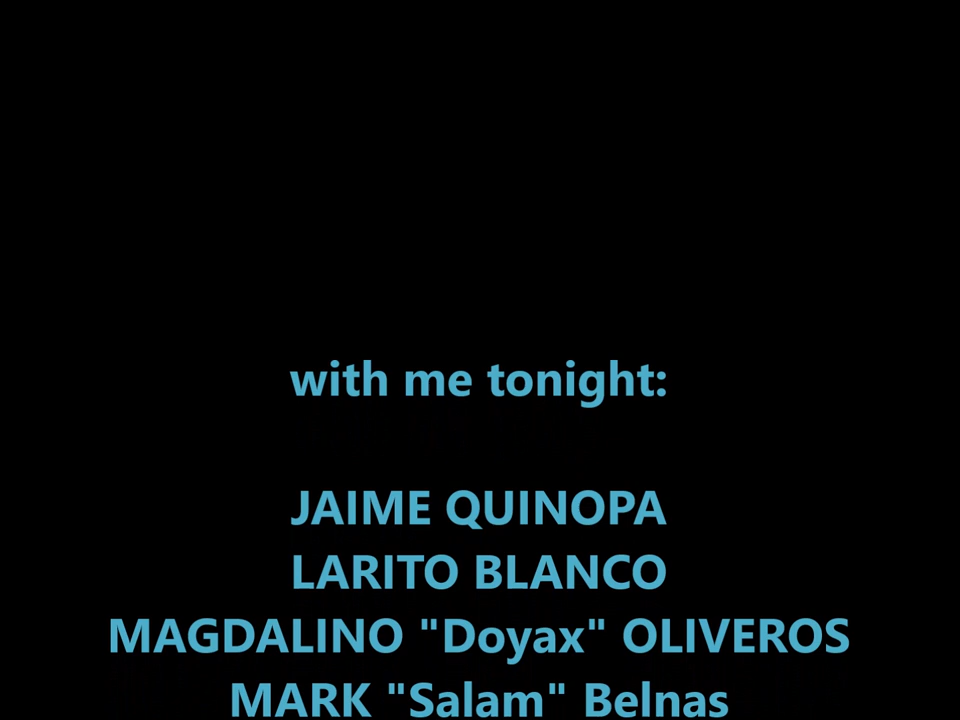 with me tonight:
JAIME QUINOPA
LARITO BLANCO
MAGDALINO "Doyax" OLIVEROS
MARK "Salam" Belnas